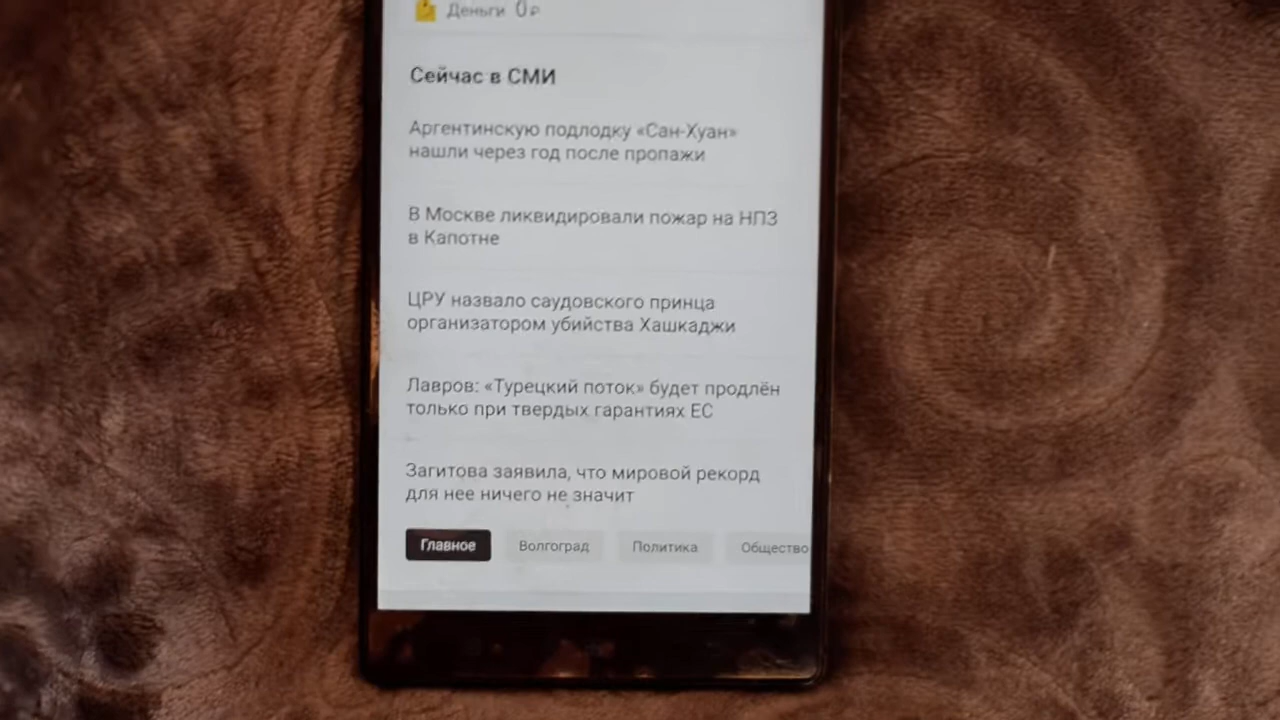 Деньги 0 ₽
Сейчас в СМИ
Аргентинскую подлодку «Сан-Хуан»
нашли через год после пропажи
В Москве ликвидировали пожар на НПЗ
в Капотне
ЦРУ назвало саудовского принца
организатором убийства Хашкаджи
Лавров: «Турецкий поток» будет продлён
только при твердых гарантиях ЕС
Загитова заявила, что мировой рекорд
для нее ничего не значит
Главное Волгоград Политика Общество